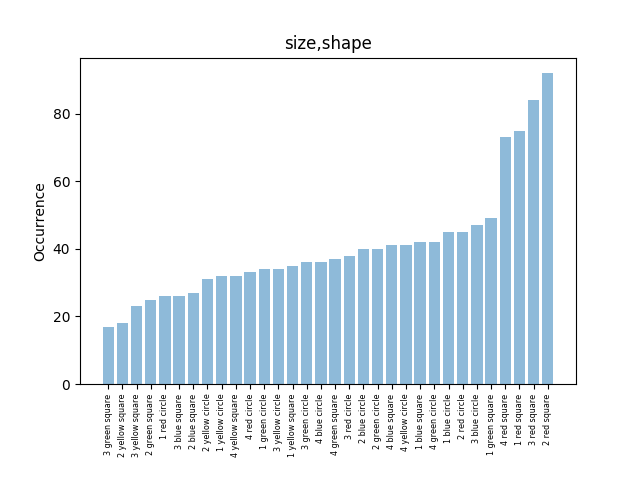 size,shape
Occurrence
80
60
40
20
0
3 green square
2 yellow square
3 yellow square
2 green square
1 red circle
3 blue square
2 blue square
2 yellow circle
1 yellow circle
4 yellow square
4 red circle
1 green circle
3 yellow circle
1 yellow square
3 green circle
4 blue circle
4 green square
3 red circle
2 blue circle
2 green circle
4 blue square
4 yellow circle
1 blue square
4 green circle
1 blue circle
2 red circle
3 blue circle
1 green square
4 red square
1 red square
3 red square
2 red square